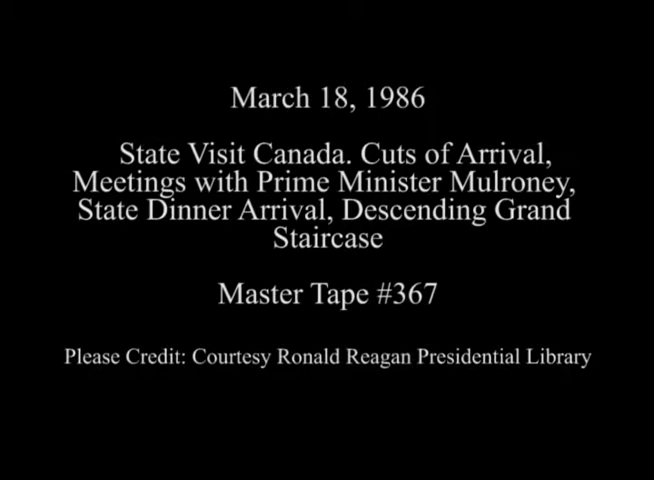 March 18, 1986
State Visit Canada. Cuts of Arrival,
Meetings with Prime Minister Mulroney,
State Dinner Arrival, Descending Grand
Staircase
Master Tape #367
Please Credit: Courtesy Ronald Reagan Presidential Library